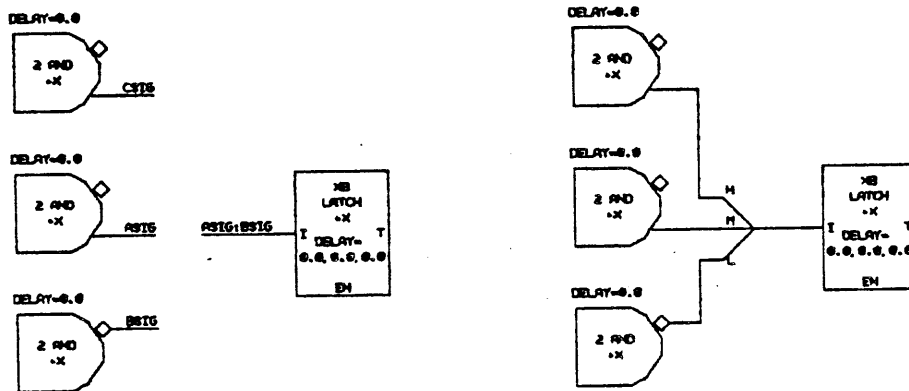 DELAY=0.0
2 AND
*X
CSIG
DELAY=0.0
2 AND
*X
ASIG
DELAY=0.0
2 AND
*X
BSIG
ASIG:BSIG
XB
LATCH
*X
I T
DELAY=
0.0,0.0,0.0
EN
DELAY=0.0
2 AND
*X
DELAY=0.0
2 AND
*X
DELAY=0.0
2 AND
*X
M
M
L
XB
LATCH
*X
I T
DELAY=
0.0,0.0,0.0
EN